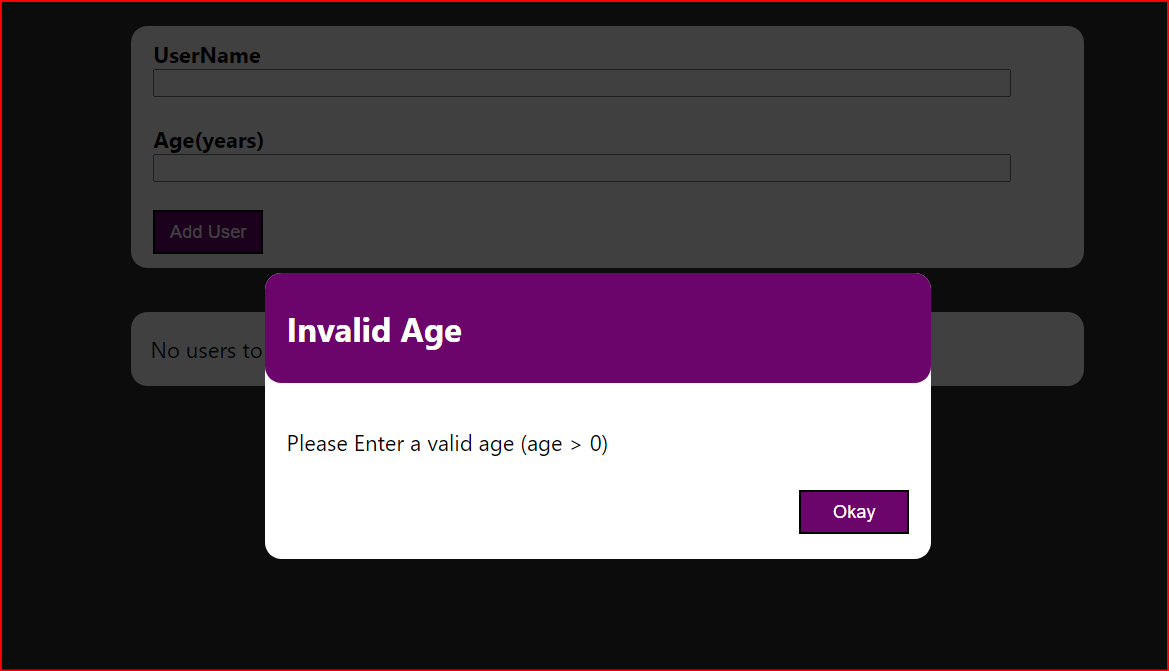 UserName
Age(years)
Add User
Invalid Age
No users to
Please Enter a valid age (age > 0)
Okay